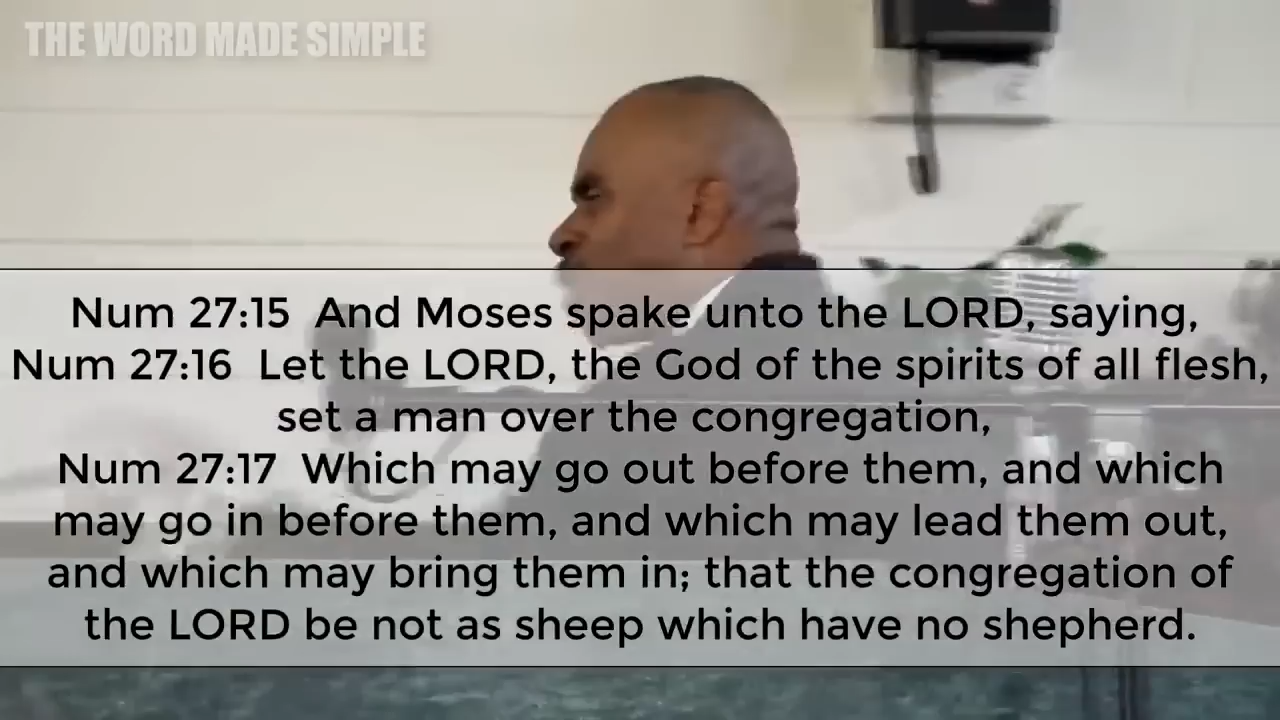 THE WORD MADE SIMPLE
Num 27:15  And Moses spake unto the LORD, saying,
Num 27:16  Let the LORD, the God of the spirits of all flesh,
set a man over the congregation,
Num 27:17  Which may go out before them, and which
may go in before them, and which may lead them out,
and which may bring them in; that the congregation of
the LORD be not as sheep which have no shepherd.